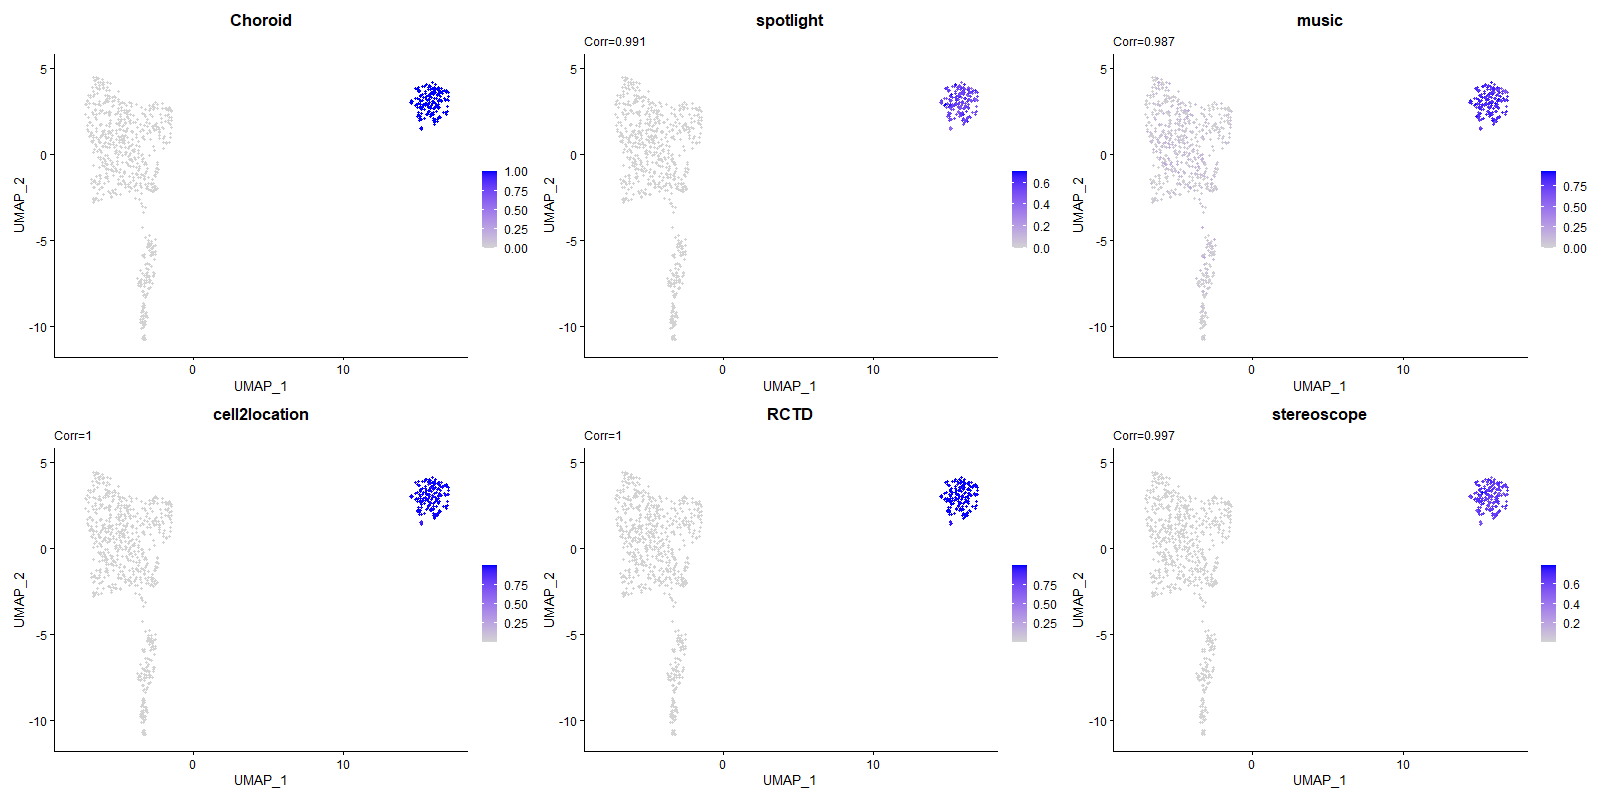 Choroid
5
0
-5
-10
0
10
UMAP_1
UMAP_2
1.00
0.75
0.50
0.25
0.00
spotlight
Corr=0.991
5
0
-5
-10
0
10
UMAP_1
UMAP_2
0.6
0.4
0.2
0.0
music
Corr=0.987
5
0
-5
-10
0
10
UMAP_1
UMAP_2
0.75
0.50
0.25
0.00
cell2location
Corr=1
5
0
-5
-10
0
10
UMAP_1
UMAP_2
0.75
0.50
0.25
RCTD
Corr=1
5
0
-5
-10
0
10
UMAP_1
UMAP_2
0.75
0.50
0.25
stereoscope
Corr=0.997
5
0
-5
-10
0
10
UMAP_1
UMAP_2
0.6
0.4
0.2